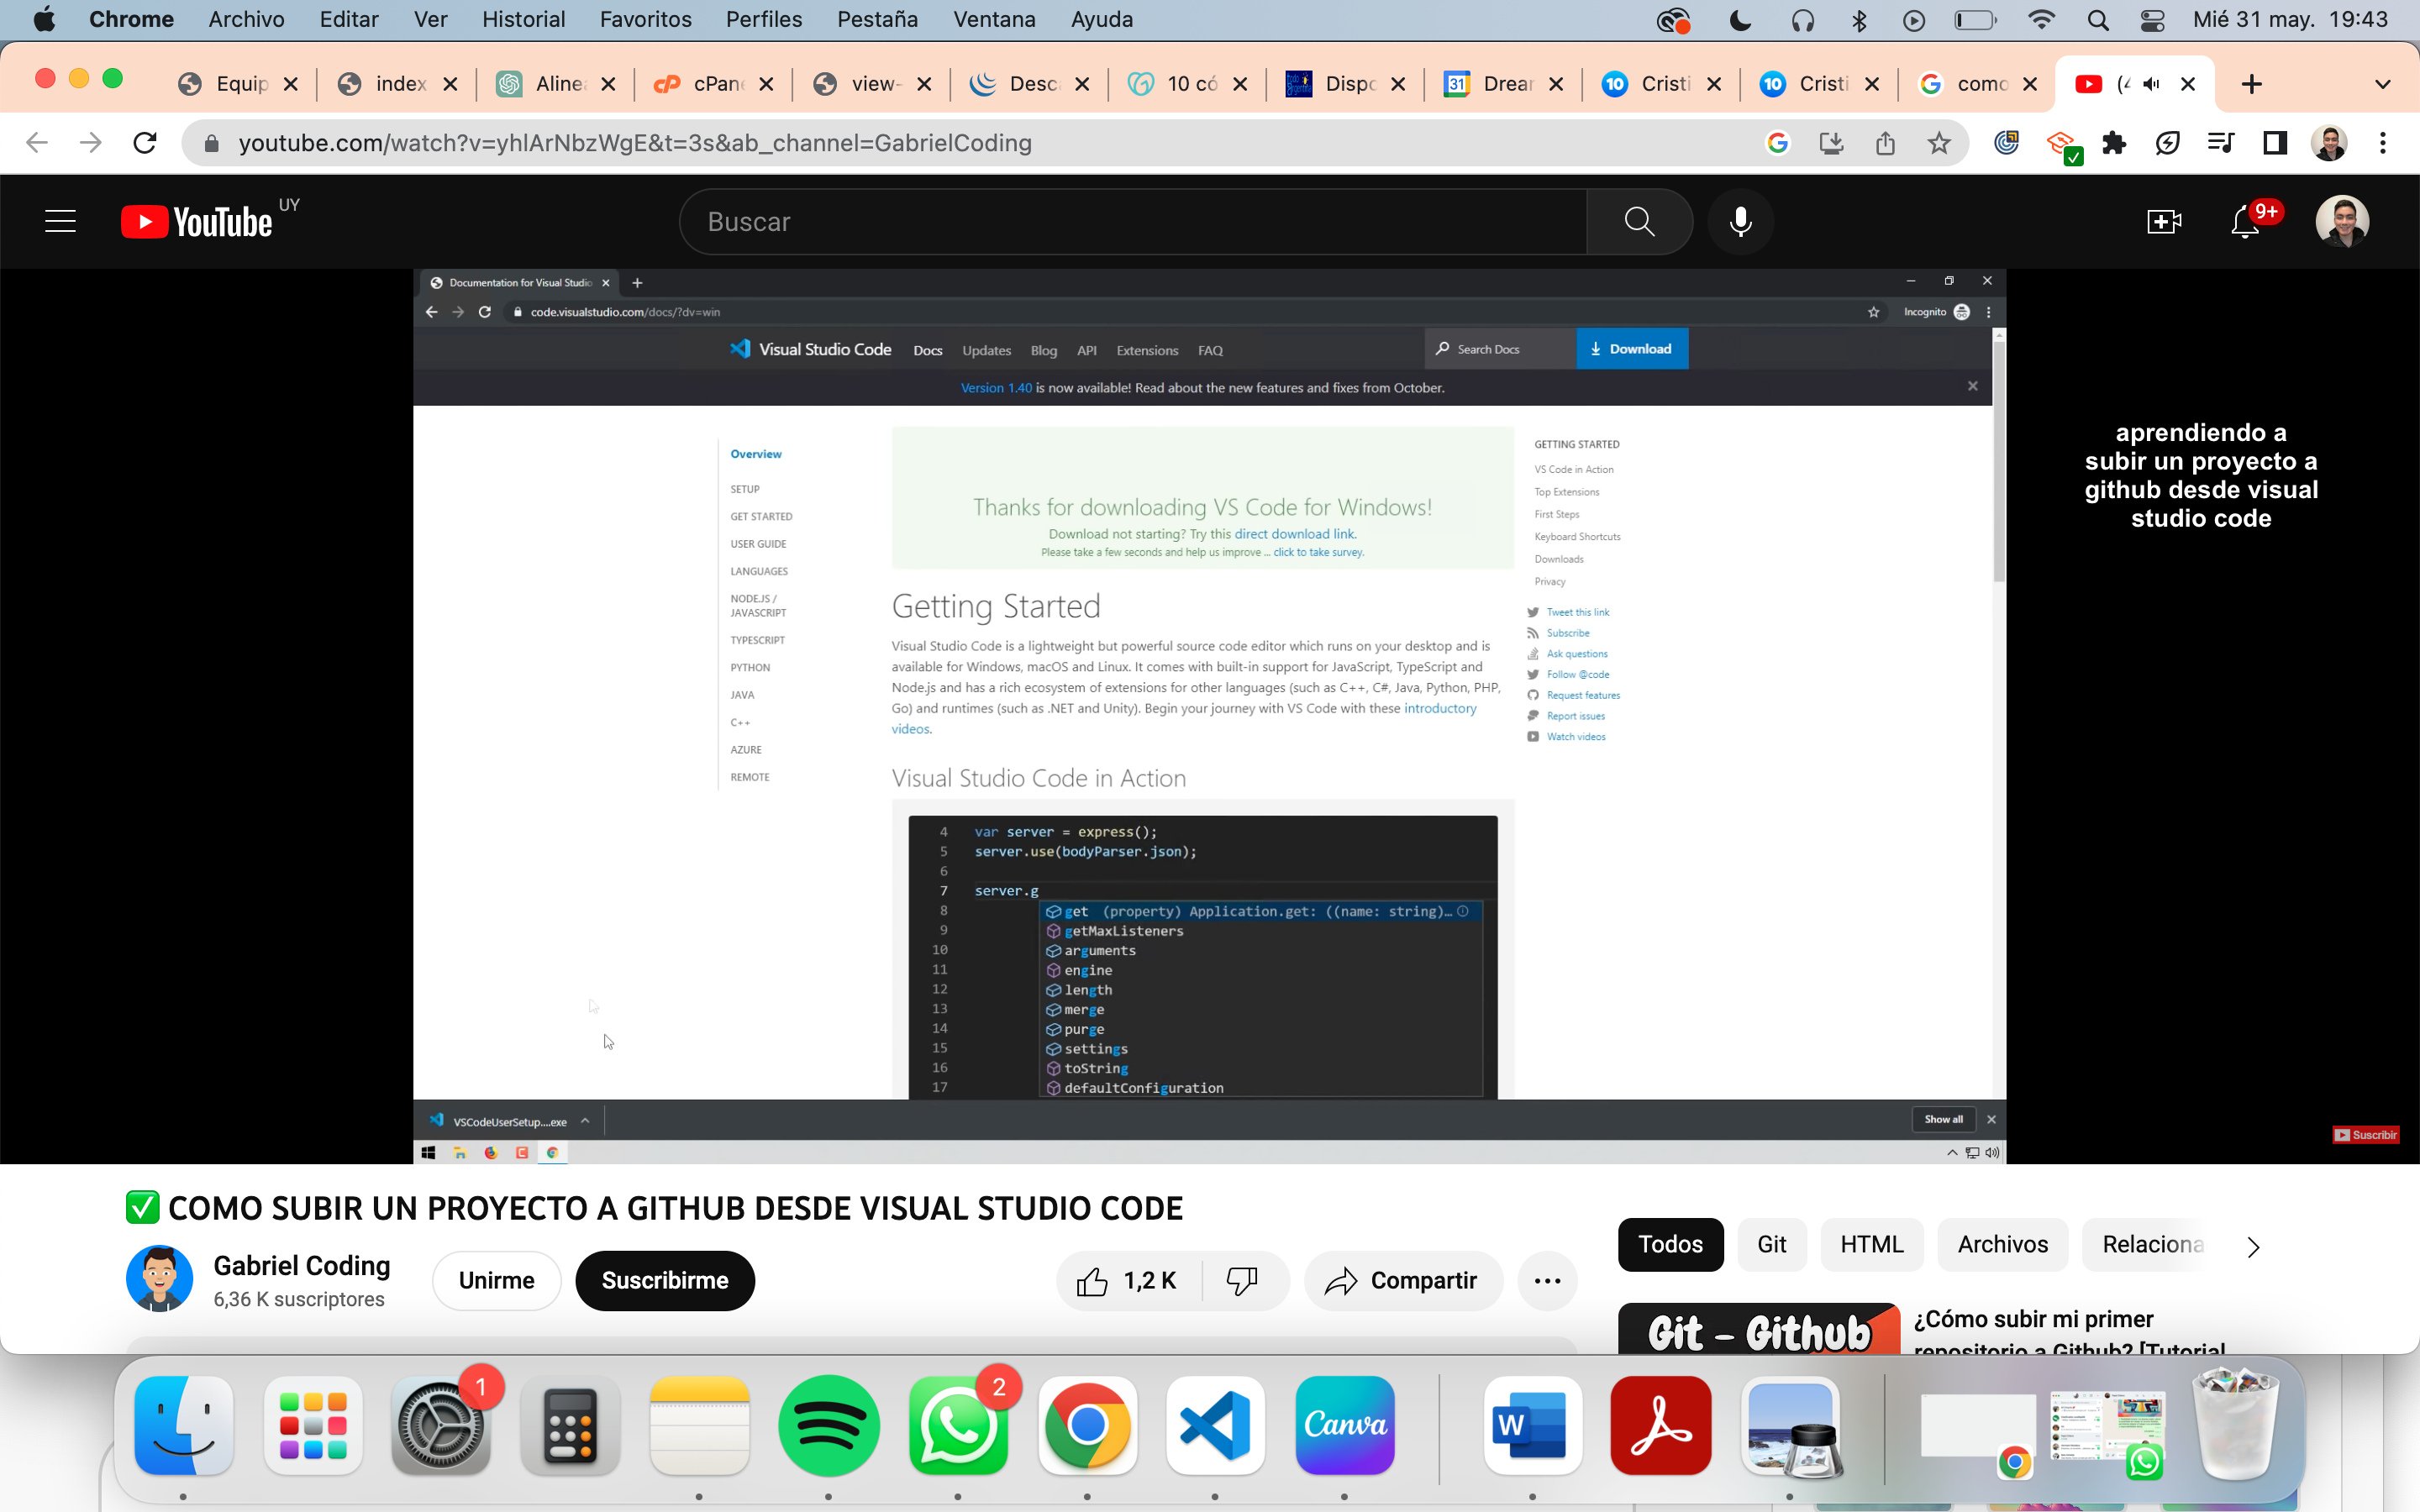 Chrome Archivo Editar Ver Historial Favoritos Perfiles Pestaña Ventana Ayuda Mié 31 may. 19:43
Equip index Aline cPane view- Desc 10 có Dispo 31 Drear 10 Cristi 10 Cristi como
youtube.com/watch?v=yhlArNbzWgE&t=3s&ab_channel=GabrielCoding
YouTube UY Buscar 9+
Documentation for Visual Studio
code.visualstudio.com/docs/?dv=win Incognito
Visual Studio Code Docs Updates Blog API Extensions FAQ Search Docs Download
Version 1.40 is now available! Read about the new features and fixes from October.
Overview
SETUP
GET STARTED
USER GUIDE
LANGUAGES
NODE.JS /
JAVASCRIPT
TYPESCRIPT
PYTHON
JAVA
C++
AZURE
REMOTE
Thanks for downloading VS Code for Windows!
Download not starting? Try this direct download link.
Please take a few seconds and help us improve ... click to take survey.
Getting Started
Visual Studio Code is a lightweight but powerful source code editor which runs on your desktop and is
available for Windows, macOS and Linux. It comes with built-in support for JavaScript, TypeScript and
Node.js and has a rich ecosystem of extensions for other languages (such as C++, C#, Java, Python, PHP,
Go) and runtimes (such as .NET and Unity). Begin your journey with VS Code with these introductory
videos.
Visual Studio Code in Action
4 var server = express();
5 server.use(bodyParser.json);
6
7 server.g
8 get (property) Application.get: ((name: string)...
9 getMaxListeners
10 arguments
11 engine
12 length
13 merge
14 purge
15 settings
16 toString
17 defaultConfiguration
GETTING STARTED
VS Code in Action
Top Extensions
First Steps
Keyboard Shortcuts
Downloads
Privacy
Tweet this link
Subscribe
Ask questions
Follow @code
Request features
Report issues
Watch videos
aprendiendo a
subir un proyecto a
github desde visual
studio code
VSCodeUserSetup....exe Show all
Suscribir
COMO SUBIR UN PROYECTO A GITHUB DESDE VISUAL STUDIO CODE
Gabriel Coding
6,36 K suscriptores
Unirme Suscribirme 1,2 K Compartir
Todos Git HTML Archivos Relaciona
Git - Github
¿Cómo subir mi primer
repositorio a Github? [Tutorial
1 2 Canva W